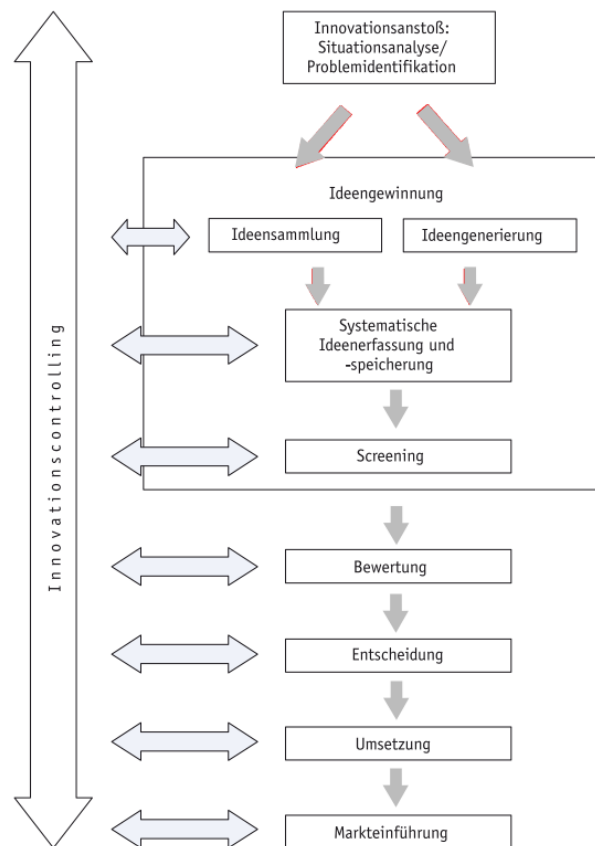 Innovationsanstoß:
Situationsanalyse/
Problemidentifikation
Ideengewinnung
Ideensammlung
Ideengenerierung
Systematische
Ideenerfassung und
-speicherung
Screening
Bewertung
Entscheidung
Umsetzung
Markteinführung
Innovationscontrolling